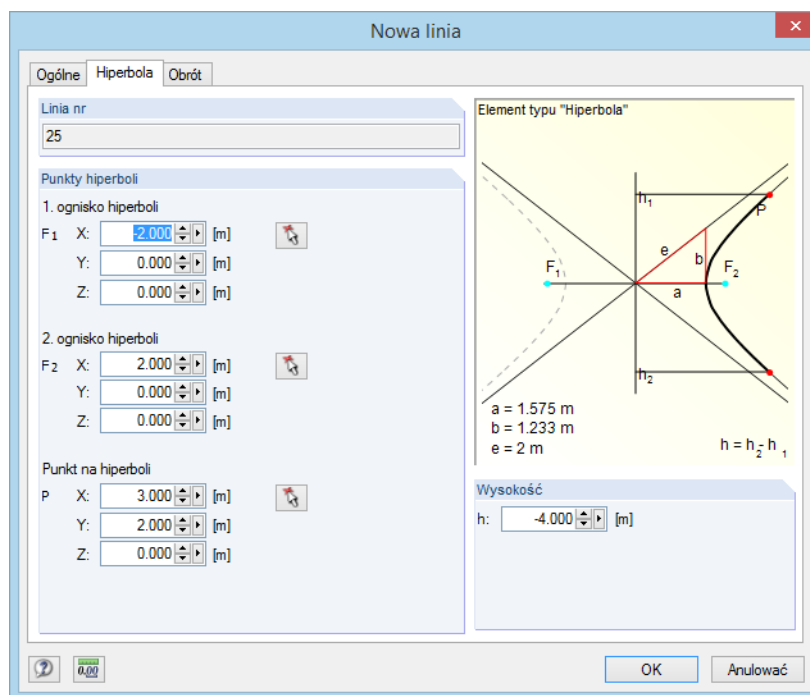 Nowa linia
Ogólne Hiperbola Obrót
Linia nr
25
Punkty hiperboli
1. ognisko hiperboli
F1 X: -2.000 [m]
Y: 0.000 [m]
Z: 0.000 [m]
2. ognisko hiperboli
F2 X: 2.000 [m]
Y: 0.000 [m]
Z: 0.000 [m]
Punkt na hiperboli
P X: 3.000 [m]
Y: 2.000 [m]
Z: 0.000 [m]
Element typu "Hiperbola"
h1
P
e
b
F1
F2
a
h2
a = 1.575 m
b = 1.233 m
e = 2 m
h = h2 - h1
Wysokość
h: -4.000 [m]
0.00
OK Anulować